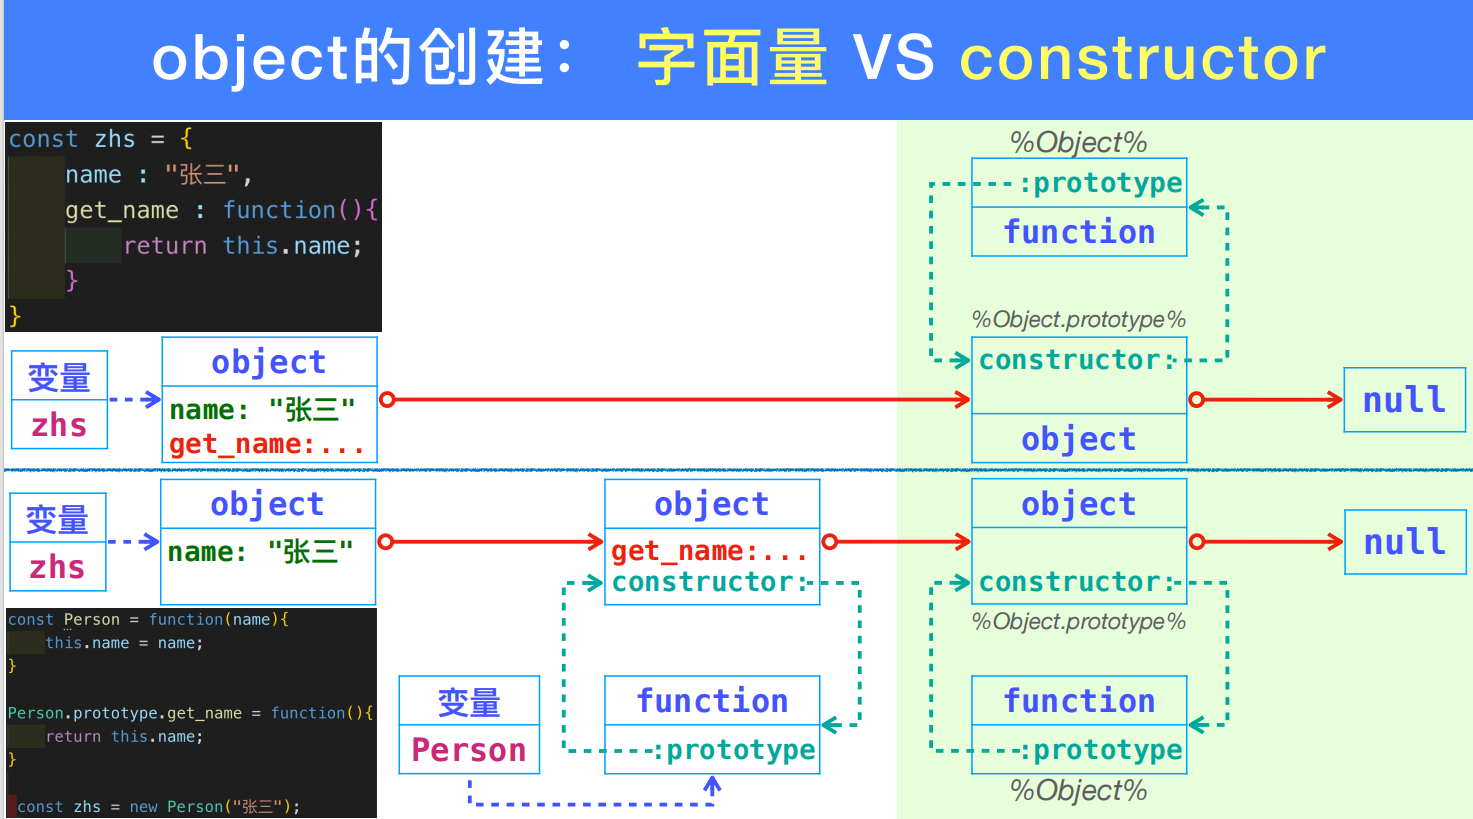 object的创建： 字面量 VS constructor
const zhs = {
name : "张三",
get_name : function(){
return this.name;
}
}
%Object%
:prototype
function
%Object.prototype%
constructor:
object
null
变量
zhs
object
name: "张三"
get_name:...
变量
zhs
object
name: "张三"
object
get_name:...
constructor:
object
constructor:
%Object.prototype%
null
const Person = function(name){
this.name = name;
}
Person.prototype.get_name = function(){
return this.name;
}
const zhs = new Person("张三");
变量
Person
function
:prototype
function
:prototype
%Object%